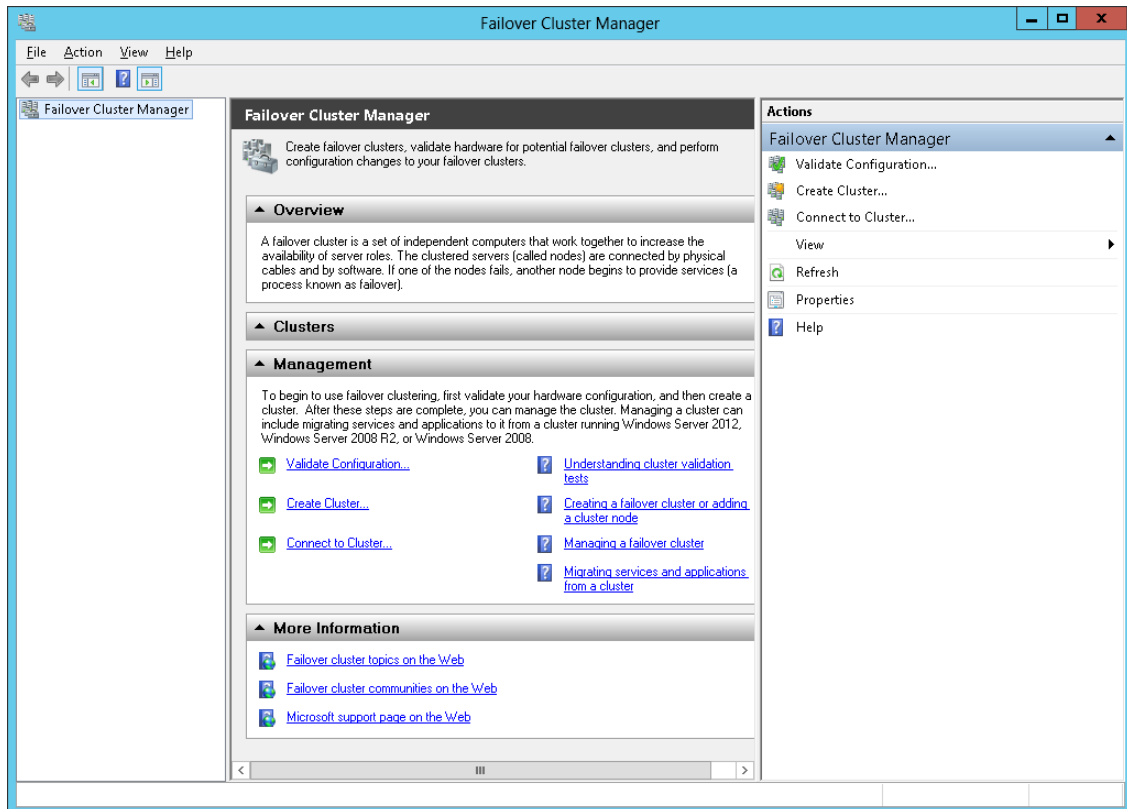 Failover Cluster Manager
File Action View Help
Failover Cluster Manager
Failover Cluster Manager
Create failover clusters, validate hardware for potential failover clusters, and perform
configuration changes to your failover clusters.
Overview
A failover cluster is a set of independent computers that work together to increase the
availability of server roles. The clustered servers (called nodes) are connected by physical
cables and by software. If one of the nodes fails, another node begins to provide services (a
process known as failover).
Clusters
Management
To begin to use failover clustering, first validate your hardware configuration, and then create a
cluster. After these steps are complete, you can manage the cluster. Managing a cluster can
include migrating services and applications to it from a cluster running Windows Server 2012,
Windows Server 2008 R2, or Windows Server 2008.
Validate Configuration...
Understanding cluster validation
tests
Create Cluster...
Creating a failover cluster or adding
a cluster node
Connect to Cluster...
Managing a failover cluster
Migrating services and applications
from a cluster
More Information
Failover cluster topics on the Web
Failover cluster communities on the Web
Microsoft support page on the Web
Actions
Failover Cluster Manager
Validate Configuration...
Create Cluster...
Connect to Cluster...
View
Refresh
Properties
Help